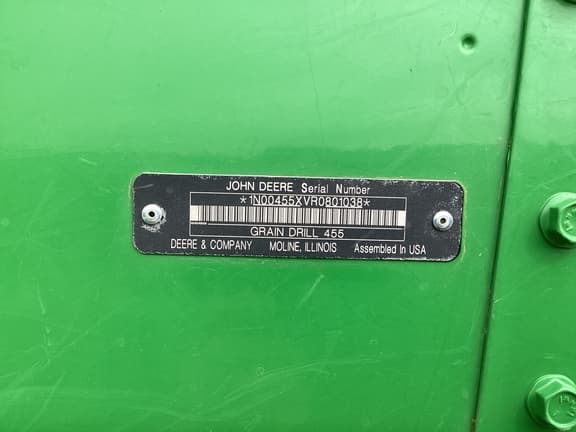 JOHN DEERE Serial Number
*1N00455XVR0801038*
GRAIN DRILL 455
DEERE & COMPANY MOLINE, ILLINOIS Assembled In USA